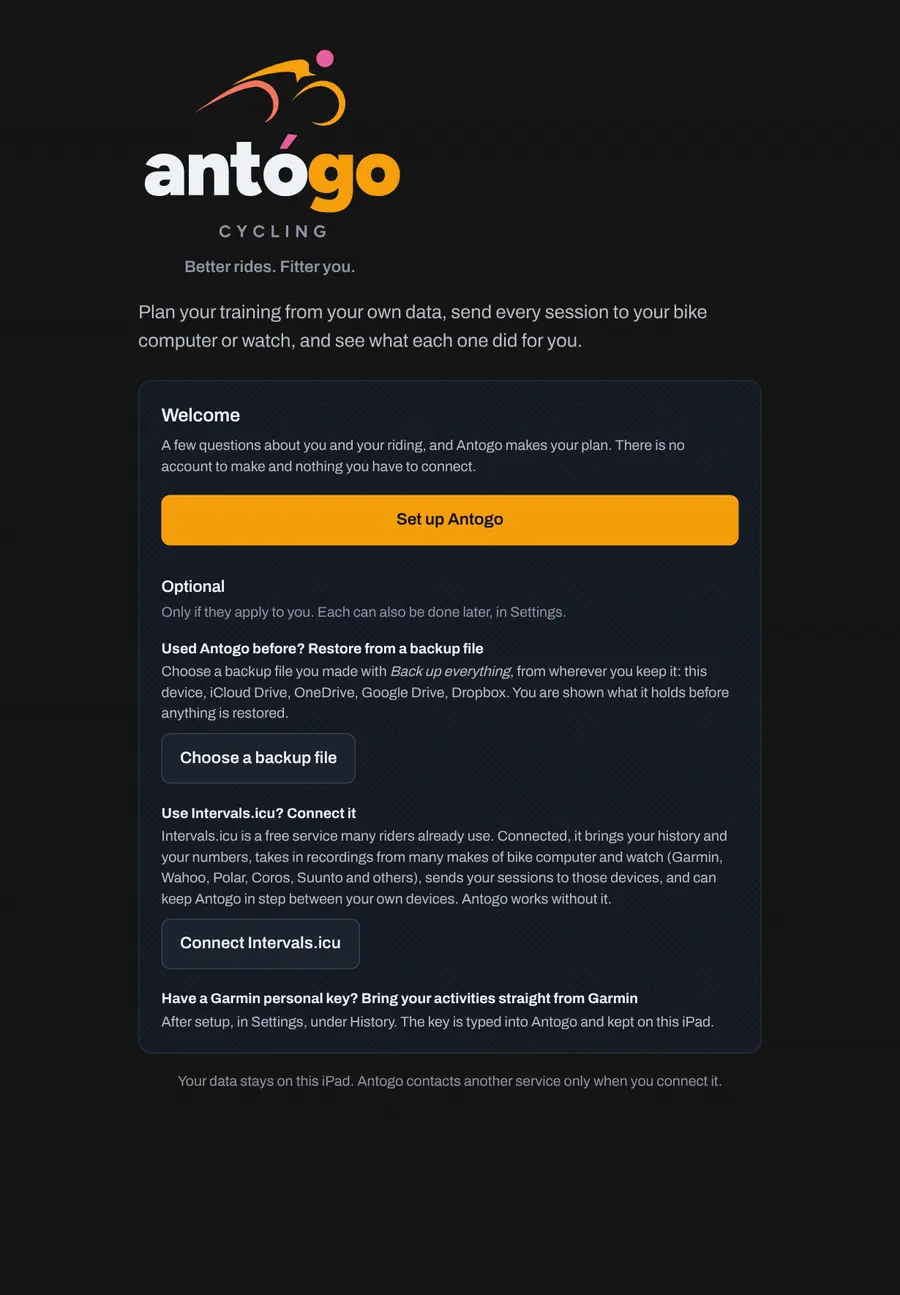 antógo
CYCLING
Better rides. Fitter you.
Plan your training from your own data, send every session to your bike
computer or watch, and see what each one did for you.
Welcome
A few questions about you and your riding, and Antogo makes your plan. There is no
account to make and nothing you have to connect.
Set up Antogo
Optional
Only if they apply to you. Each can also be done later, in Settings.
Used Antogo before? Restore from a backup file
Choose a backup file you made with Back up everything, from wherever you keep it: this
device, iCloud Drive, OneDrive, Google Drive, Dropbox. You are shown what it holds before
anything is restored.
Choose a backup file
Use Intervals.icu? Connect it
Intervals.icu is a free service many riders already use. Connected, it brings your history and
your numbers, takes in recordings from many makes of bike computer and watch (Garmin,
Wahoo, Polar, Coros, Suunto and others), sends your sessions to those devices, and can
keep Antogo in step between your own devices. Antogo works without it.
Connect Intervals.icu
Have a Garmin personal key? Bring your activities straight from Garmin
After setup, in Settings, under History. The key is typed into Antogo and kept on this iPad.
Your data stays on this iPad. Antogo contacts another service only when you connect it.